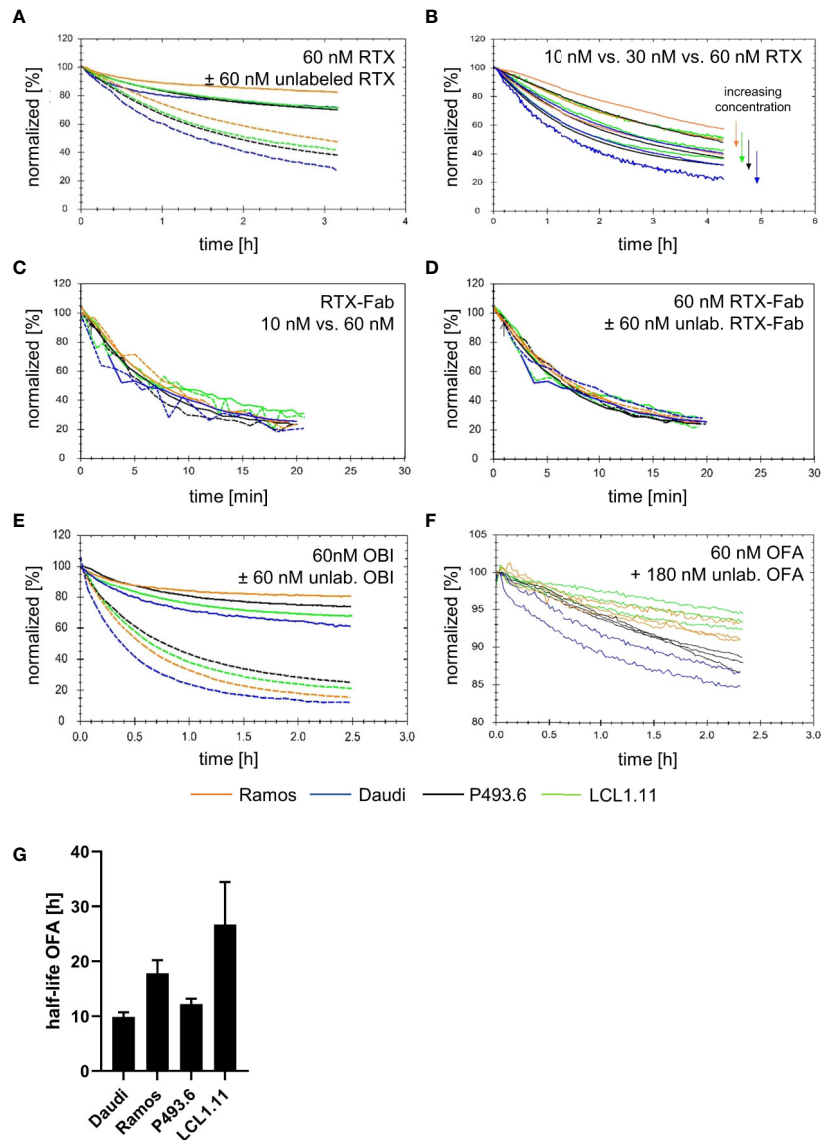 A
60 nM RTX
± 60 nM unlabeled RTX
normalized [%]
120
100
80
60
40
20
0
0
1
2
3
4
time [h]
B
10 nM vs. 30 nM vs. 60 nM RTX
increasing
concentration
normalized [%]
120
100
80
60
40
20
0
0
1
2
3
4
5
6
time [h]
C
RTX-Fab
10 nM vs. 60 nM
normalized [%]
120
100
80
60
40
20
0
0
5
10
15
20
25
30
time [min]
D
60 nM RTX-Fab
± 60 nM unlab. RTX-Fab
normalized [%]
120
100
80
60
40
20
0
0
5
10
15
20
25
30
time [min]
E
60nM OBI
± 60 nM unlab. OBI
normalized [%]
120
100
80
60
40
20
0
0.0
0.5
1.0
1.5
2.0
2.5
3.0
time [h]
F
60 nM OFA
+ 180 nM unlab. OFA
normalized [%]
105
100
95
90
85
80
0.0
0.5
1.0
1.5
2.0
2.5
3.0
time [h]
Ramos
Daudi
P493.6
LCL1.11
G
half-life OFA [h]
40
30
20
10
0
Daudi
Ramos
P493.6
LCL1.11